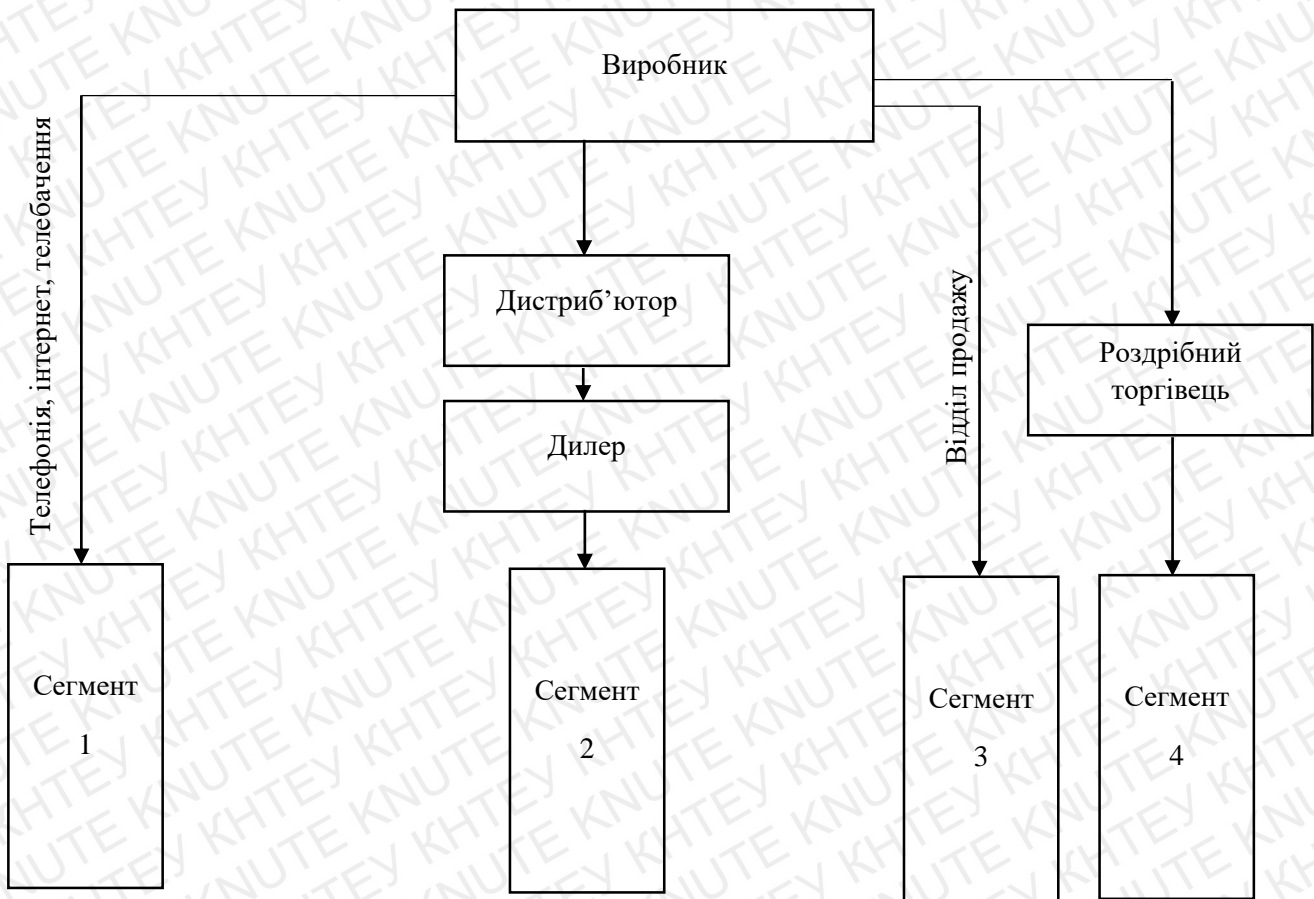 Виробник
Телефонія, інтернет, телебачення
Дистриб’ютор
Дилер
Відділ продажу
Роздрібний
торгівець
Сегмент
1
Сегмент
2
Сегмент
3
Сегмент
4